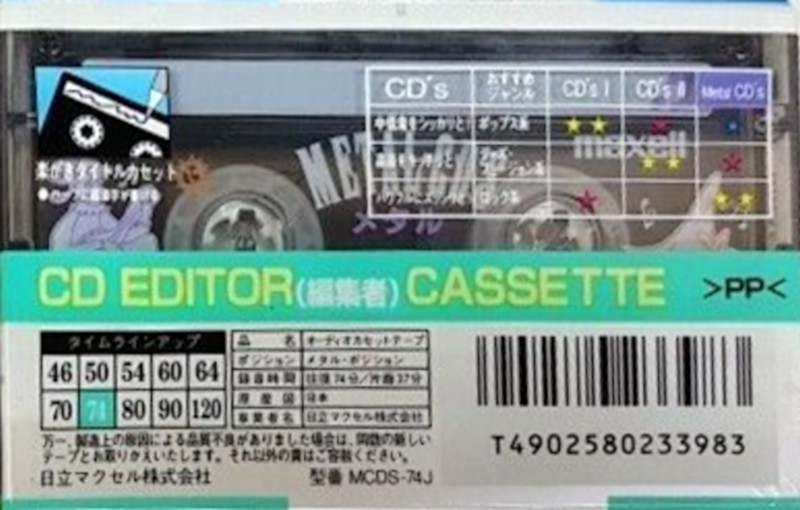 CD's おすすめジャンル CD's I CD's II Metal CD's
ポップス系
maxell
ロック系
METAL
メタル
楽がきタイトルカセット
CD EDITOR(編集者)CASSETTE >PP<
タイムラインアップ
46 50 54 60 64
70 74 80 90 120
品名 オーディオカセットテープ
ポジション メタル・ポジション
録音時間 往復74分/片面37分
原産国 日本
事業者名 日立マクセル株式会社
万一、製造上の原因による品質不良がありました場合は、同数の新しい
テープとお取りかえいたします。それ以外の責はご容赦ください。
日立マクセル株式会社 型番 MCDS-74J
T4902580233983